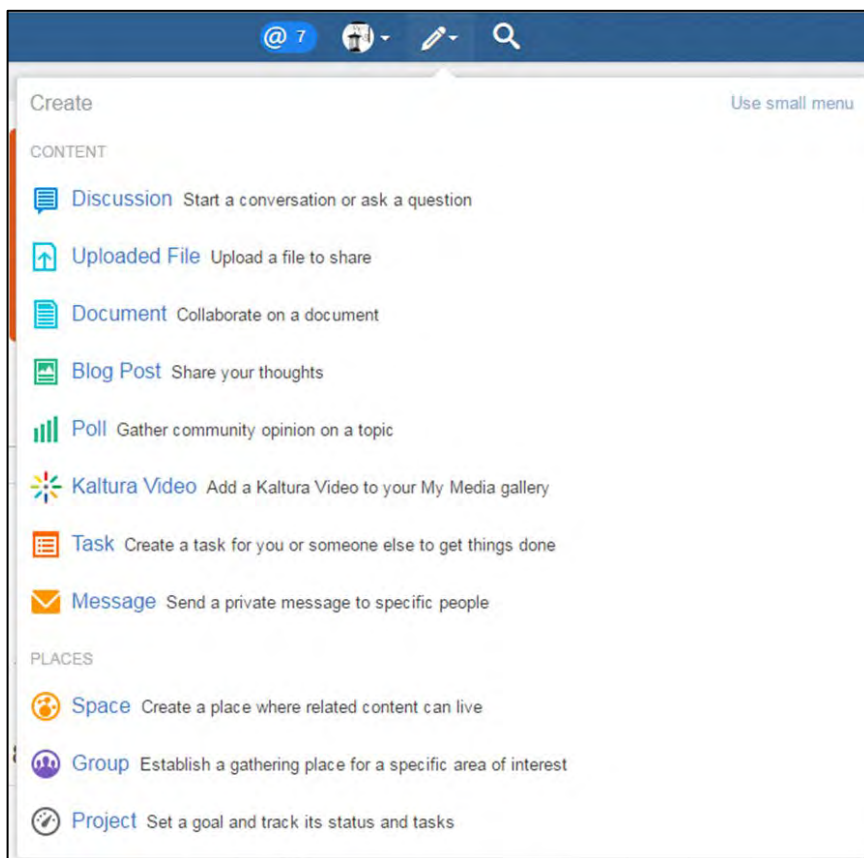 @ 7
Create Use small menu
CONTENT
Discussion Start a conversation or ask a question
Uploaded File Upload a file to share
Document Collaborate on a document
Blog Post Share your thoughts
Poll Gather community opinion on a topic
Kaltura Video Add a Kaltura Video to your My Media gallery
Task Create a task for you or someone else to get things done
Message Send a private message to specific people
PLACES
Space Create a place where related content can live
Group Establish a gathering place for a specific area of interest
Project Set a goal and track its status and tasks